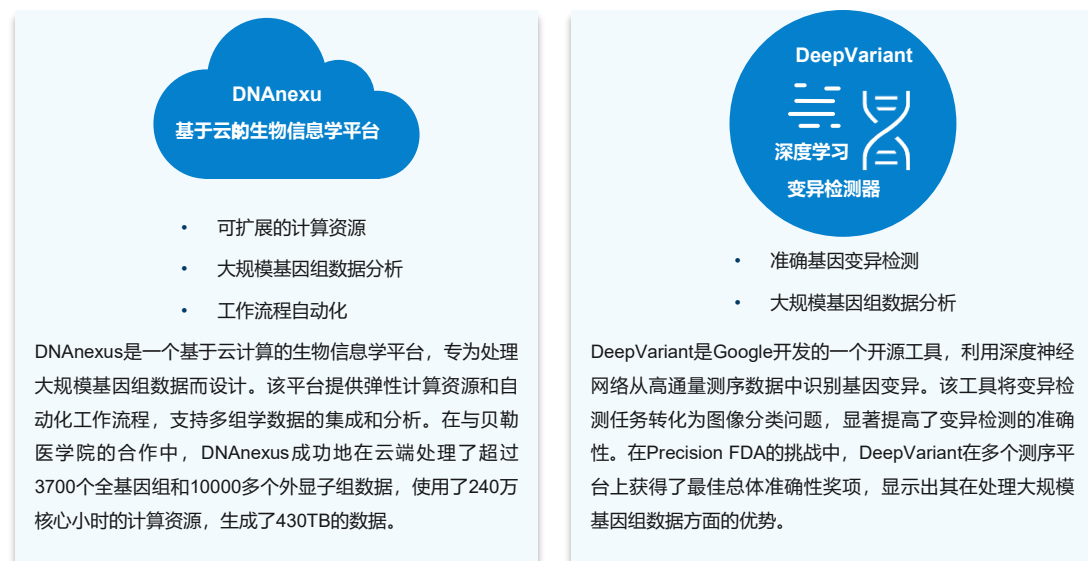 DNAnexu
基于云的生物信息学平台
• 可扩展的计算资源
• 大规模基因组数据分析
• 工作流程自动化
DNAnexus是一个基于云计算的生物信息学平台，专为处理
大规模基因组数据而设计。该平台提供弹性计算资源和自
动化工作流程，支持多组学数据的集成和分析。在与贝勒
医学院的合作中，DNAnexus成功地在云端处理了超过
3700个全基因组和10000多个外显子组数据，使用了240万
核心小时的计算资源，生成了430TB的数据。
DeepVariant
深度学习
变异检测器
• 准确基因变异检测
• 大规模基因组数据分析
DeepVariant是Google开发的一个开源工具，利用深度神经
网络从高通量测序数据中识别基因变异。该工具将变异检
测任务转化为图像分类问题，显著提高了变异检测的准确
性。在Precision FDA的挑战中，DeepVariant在多个测序平
台上获得了最佳总体准确性奖项，显示出其在处理大规模
基因组数据方面的优势。